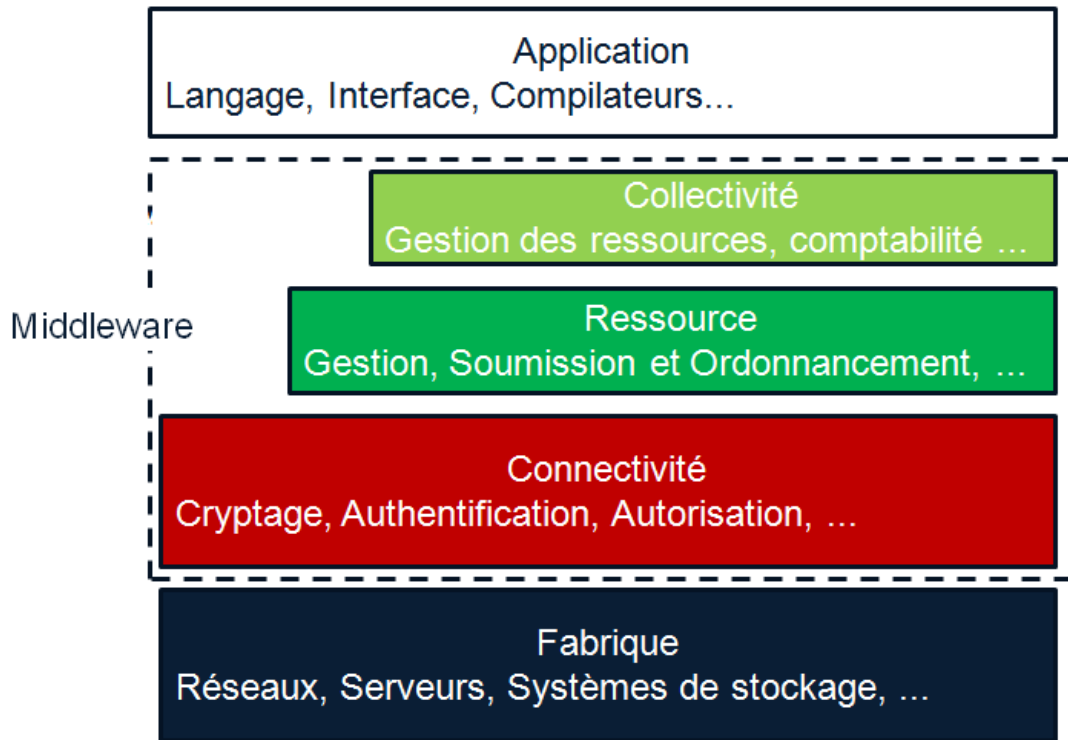 Application
Langage, Interface, Compilateurs...
Collectivité
Gestion des ressources, comptabilité ...
Middleware
Ressource
Gestion, Soumission et Ordonnancement, ...
Connectivité
Cryptage, Authentification, Autorisation, ...
Fabrique
Réseaux, Serveurs, Systèmes de stockage, ...